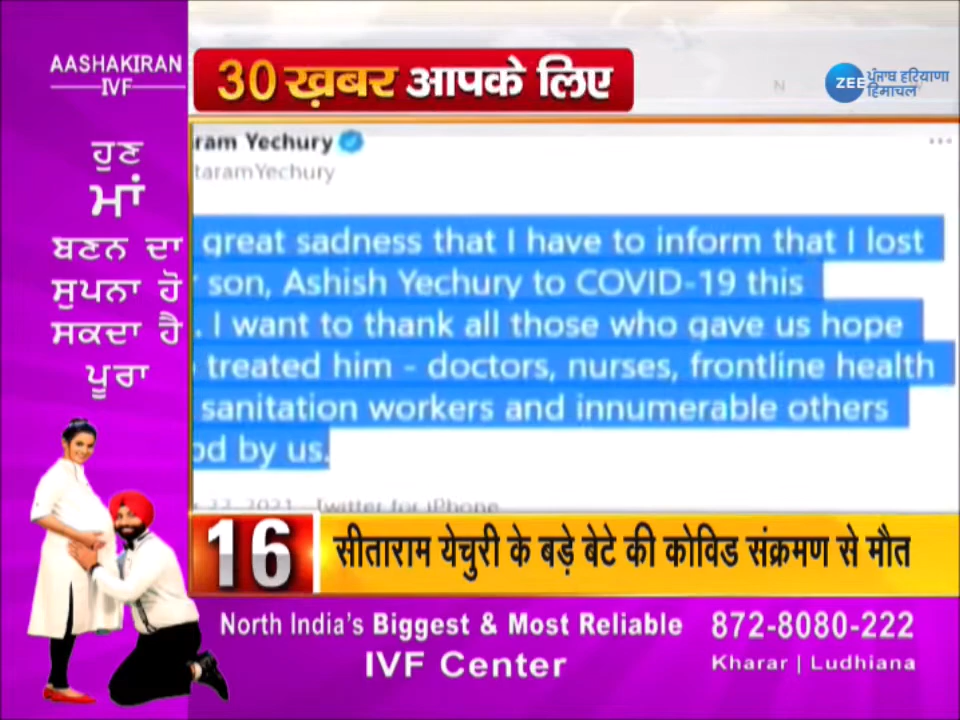 AASHAKIRAN
IVF
ਹੁਣ
ਮਾਂ
ਬਣਨ ਦਾ
ਸੁਪਨਾ ਹੋ
ਸਕਦਾ ਹੈ
ਪੂਰਾ
30 ख़बर आपके लिए
ZEE ਪੰਜਾਬ हरियाणा
हिमाचल
ram Yechury
taramYechury
great sadness that I have to inform that I lost
son, Ashish Yechury to COVID-19 this
. I want to thank all those who gave us hope
treated him - doctors, nurses, frontline health
sanitation workers and innumerable others
od by us.
22, 2021 Twitter for iPhone
16 सीताराम येचुरी के बड़े बेटे की कोविड संक्रमण से मौत
North India's Biggest & Most Reliable
IVF Center
872-8080-222
Kharar | Ludhiana